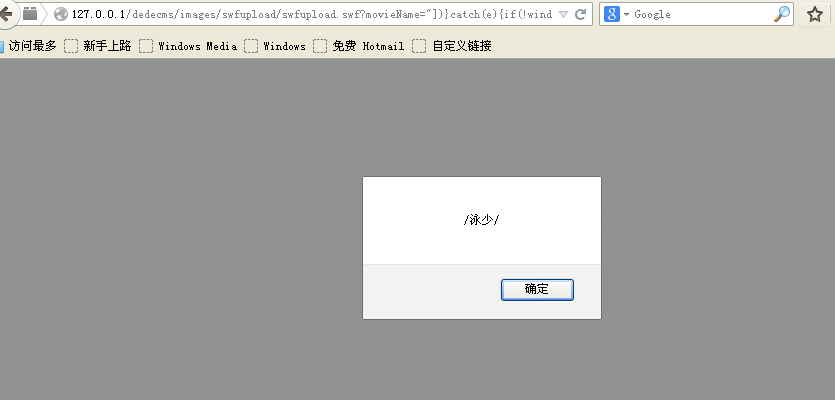 127.0.0.1/dedecms/images/swfupload/swfupload.swf?movieName="])}catch(e){if(!wind
Google
访问最多 新手上路 Windows Media Windows 免费 Hotmail 自定义链接
/泳少/
确定